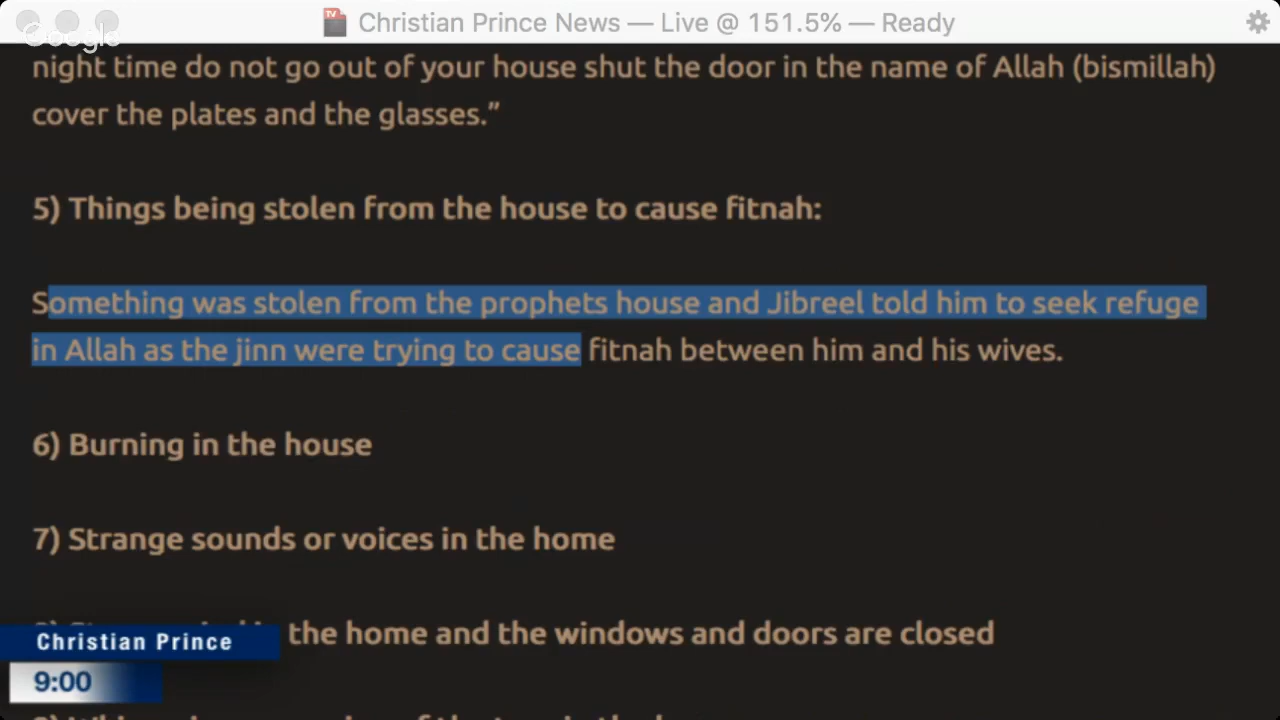 Christian Prince News — Live @ 151.5% — Ready
Google
night time do not go out of your house shut the door in the name of Allah (bismillah)
cover the plates and the glasses.”
5) Things being stolen from the house to cause fitnah:
Something was stolen from the prophets house and Jibreel told him to seek refuge
in Allah as the jinn were trying to cause fitnah between him and his wives.
6) Burning in the house
7) Strange sounds or voices in the home
the home and the windows and doors are closed
Christian Prince
9:00